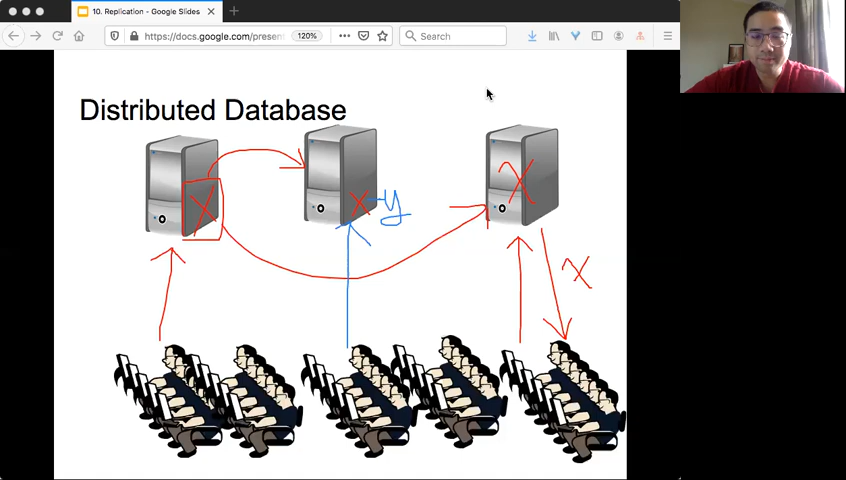 10. Replication - Google Slides
https://docs.google.com/presen
120%
Search
Distributed Database
X
X
y
X
X